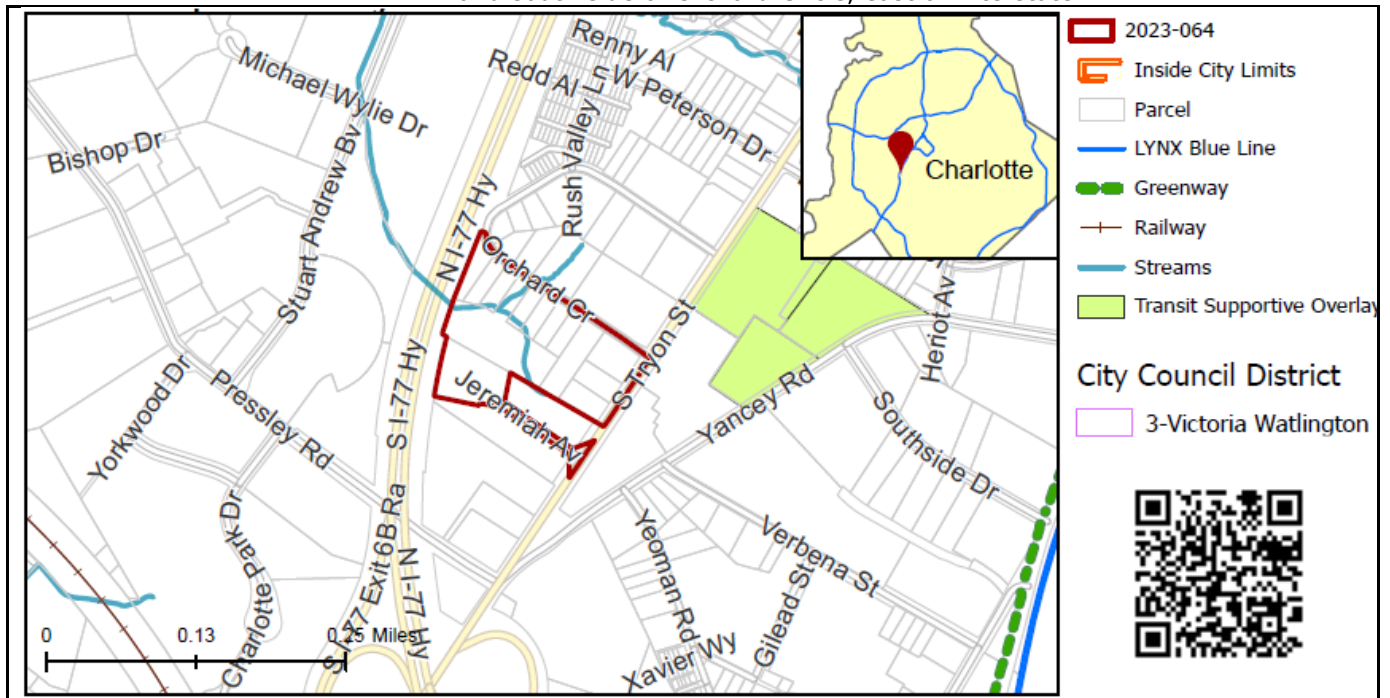 Renny Al
Redd Al
W Peterson Dr
Michael Wylie Dr
Bishop Dr
Rush Valley Ln
Stuart Andrew Bv
N I-77 Hy
Orchard Cr
S Tryon St
Heriot Av
S I-77 Hy
Jeremiah Av
Yancey Rd
Pressley Rd
Yorkwood Dr
Southside Dr
Charlotte Park Dr
S I-77 Exit 6B Ra
N I-77 Hy
Yeoman Rd
Verbena St
Gilead St
Xavier Wy
0
0.13
0.25 Miles
Charlotte
2023-064
Inside City Limits
Parcel
LYNX Blue Line
Greenway
Railway
Streams
Transit Supportive Overlay
City Council District
3-Victoria Watlington